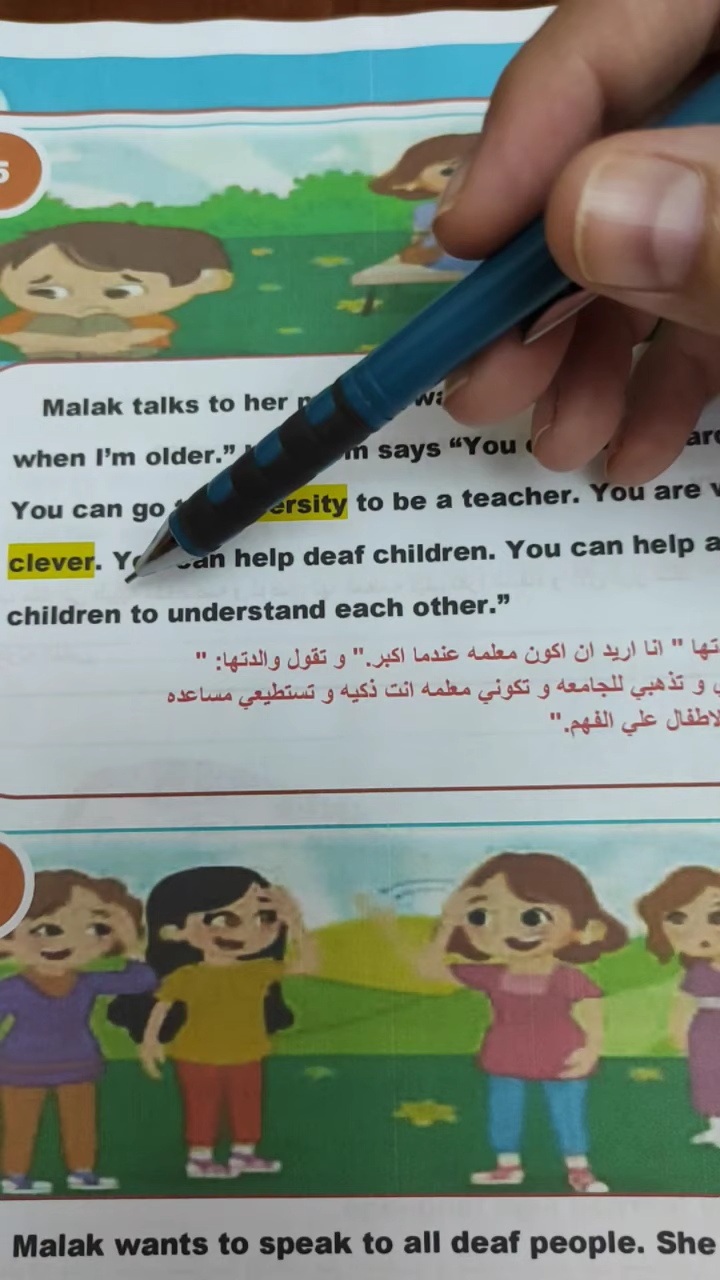 5
Malak talks to her
when I’m older.” says “You
You can go to be a teacher. You are
clever. help deaf children. You can help
children to understand each other.”
" انا اريد ان اكون معلمه عندما اكبر." و تقول والدتها: "
و تذهبي للجامعه و تكوني معلمه انت ذكيه و تستطيعي مساعده
الاطفال علي الفهم."
Malak wants to speak to all deaf people. She